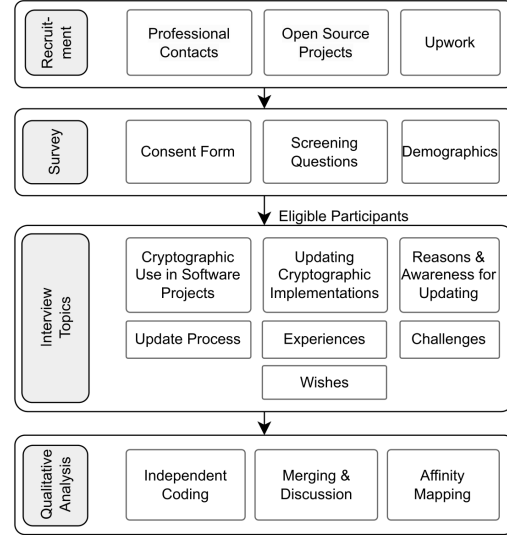 Recruit-
ment
Professional
Contacts
Open Source
Projects
Upwork
Survey
Consent Form
Screening
Questions
Demographics
Eligible Participants
Interview
Topics
Cryptographic
Use in Software
Projects
Updating
Cryptographic
Implementations
Reasons &
Awareness for
Updating
Update Process
Experiences
Challenges
Wishes
Qualitative
Analysis
Independent
Coding
Merging &
Discussion
Affinity
Mapping